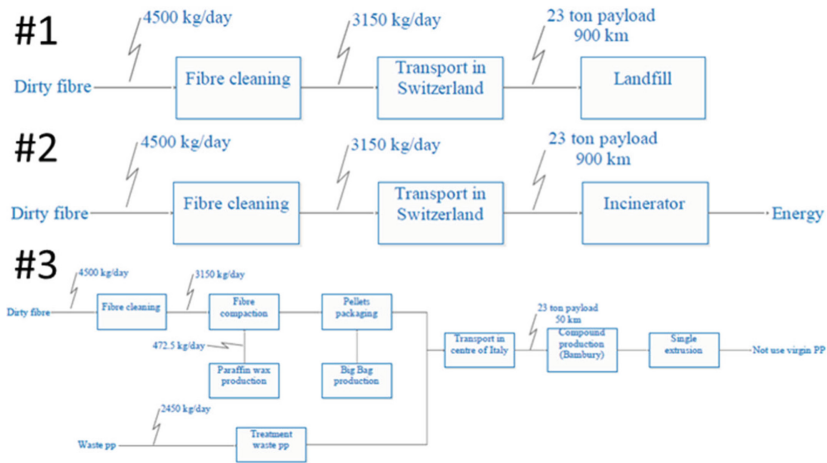 #1
4500 kg/day
3150 kg/day
23 ton payload
900 km
Dirty fibre
Fibre cleaning
Transport in
Switzerland
Landfill
#2
4500 kg/day
3150 kg/day
23 ton payload
900 km
Dirty fibre
Fibre cleaning
Transport in
Switzerland
Incinerator
Energy
#3
4500 kg/day
3150 kg/day
Dirty fibre
Fibre cleaning
Fibre
compaction
Pellets
packaging
472.5 kg/day
Paraffin wax
production
Big Bag
production
Transport in
centre of Italy
23 ton payload
50 km
Compound
production
(Bambury)
Single
extrusion
Not use virgin PP
2450 kg/day
Waste pp
Treatment
waste pp